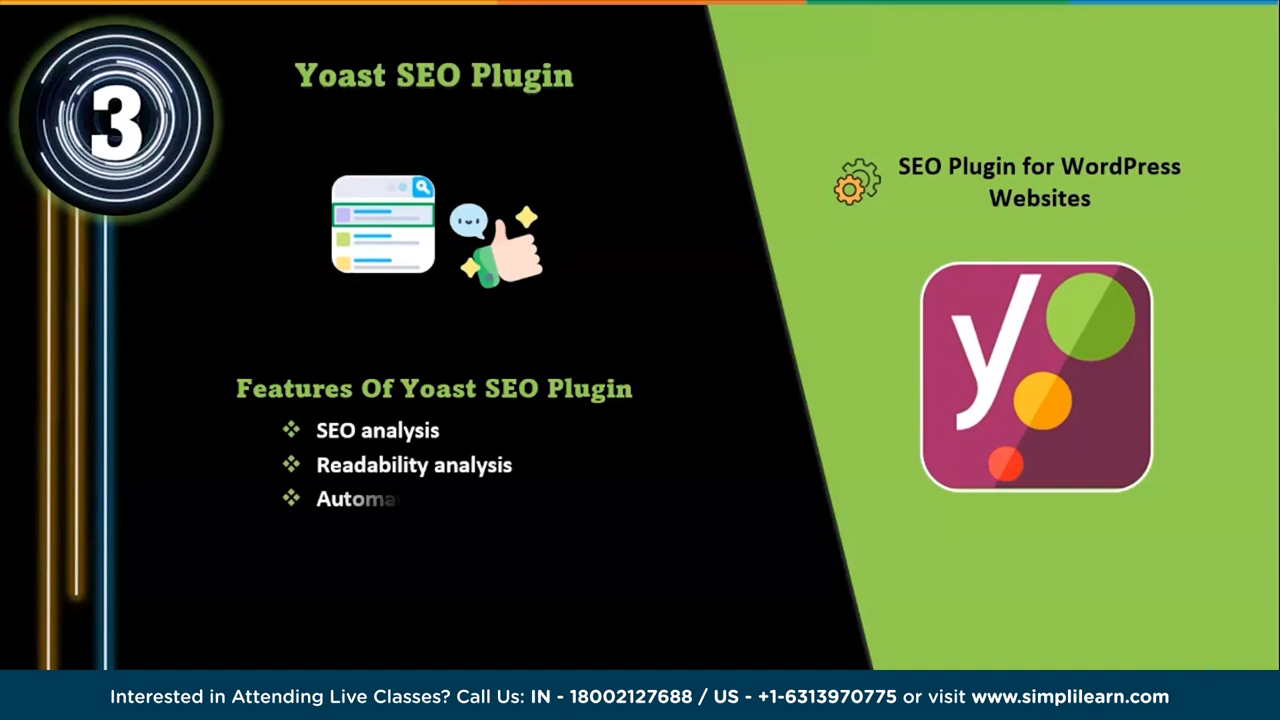 3
Yoast SEO Plugin
SEO Plugin for WordPress
Websites
y
Features Of Yoast SEO Plugin
SEO analysis
Readability analysis
Interested in Attending Live Classes? Call Us: IN - 18002127688 / US - +1-6313970775 or visit www.simplilearn.com